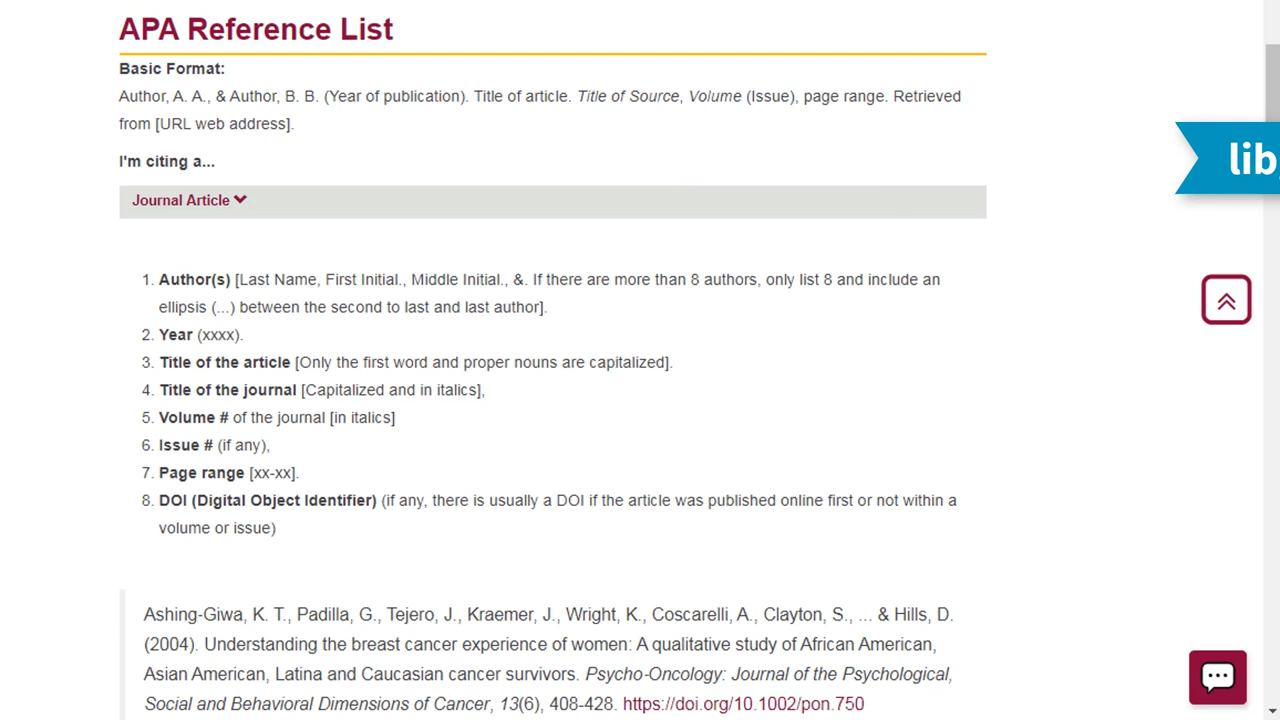 APA Reference List
Basic Format:
Author, A. A., & Author, B. B. (Year of publication). Title of article. Title of Source, Volume (Issue), page range. Retrieved
from [URL web address].
I'm citing a...
Journal Article
lib
1. Author(s) [Last Name, First Initial., Middle Initial., &. If there are more than 8 authors, only list 8 and include an
ellipsis (...) between the second to last and last author].
2. Year (xxxx).
3. Title of the article [Only the first word and proper nouns are capitalized].
4. Title of the journal [Capitalized and in italics],
5. Volume # of the journal [in italics]
6. Issue # (if any),
7. Page range [xx-xx].
8. DOI (Digital Object Identifier) (if any, there is usually a DOI if the article was published online first or not within a
volume or issue)
Ashing-Giwa, K. T., Padilla, G., Tejero, J., Kraemer, J., Wright, K., Coscarelli, A., Clayton, S., ... & Hills, D.
(2004). Understanding the breast cancer experience of women: A qualitative study of African American,
Asian American, Latina and Caucasian cancer survivors. Psycho-Oncology: Journal of the Psychological,
Social and Behavioral Dimensions of Cancer, 13(6), 408-428. https://doi.org/10.1002/pon.750